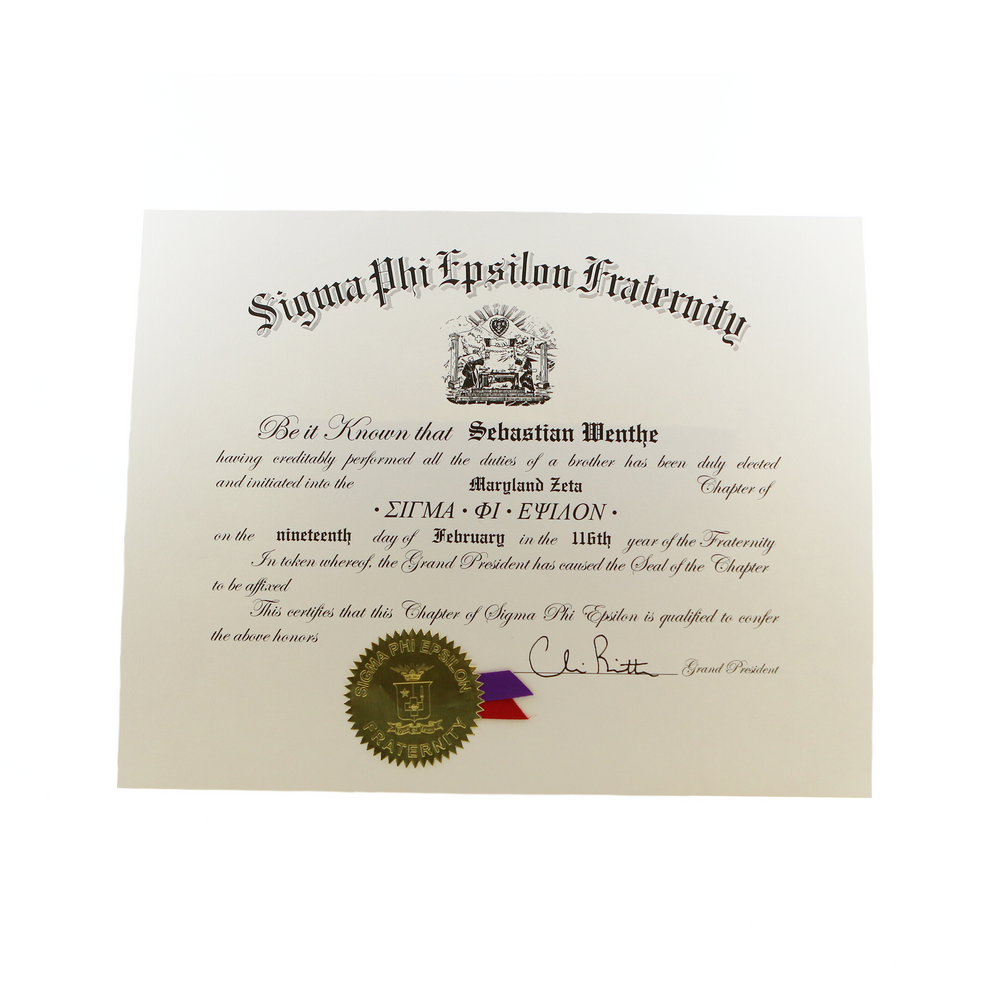 Sigma Phi Epsilon Fraternity
Be it Known that Sebastian Wenthe
having creditably performed all the duties of a brother has been duly elected
and initiated into the Maryland Zeta Chapter of
· ΣΙΓΜΑ · ΦΙ · ΕΨΙΛΟΝ ·
on the nineteenth day of February in the 116th year of the Fraternity
In token whereof, the Grand President has caused the Seal of the Chapter
to be affixed
This certifies that this Chapter of Sigma Phi Epsilon is qualified to confer
the above honors
Grand President
SIGMA PHI EPSILON
FRATERNITY